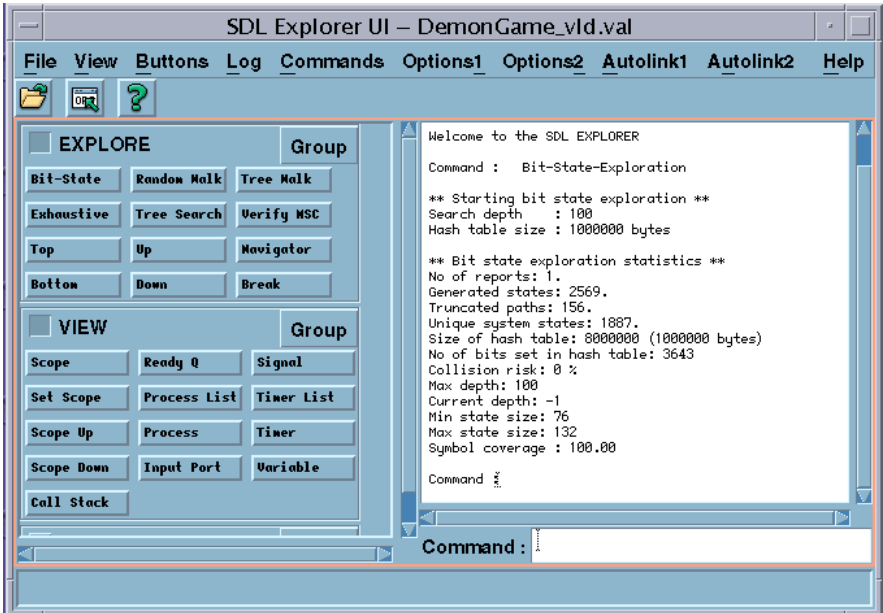 SDL Explorer UI – DemonGame_vld.val
File View Buttons Log Commands Options1 Options2 Autolink1 Autolink2 Help
EXPLORE Group
Bit-State Random Walk Tree Walk
Exhaustive Tree Search Verify MSC
Top Up Navigator
Bottom Down Break
VIEW Group
Scope Ready Q Signal
Set Scope Process List Timer List
Scope Up Process Timer
Scope Down Input Port Variable
Call Stack
Welcome to the SDL EXPLORER
Command : Bit-State-Exploration
** Starting bit state exploration **
Search depth : 100
Hash table size : 1000000 bytes
** Bit state exploration statistics **
No of reports: 1.
Generated states: 2569.
Truncated paths: 156.
Unique system states: 1887.
Size of hash table: 8000000 (1000000 bytes)
No of bits set in hash table: 3643
Collision risk: 0 %
Max depth: 100
Current depth: -1
Min state size: 76
Max state size: 132
Symbol coverage : 100.00
Command :
Command :